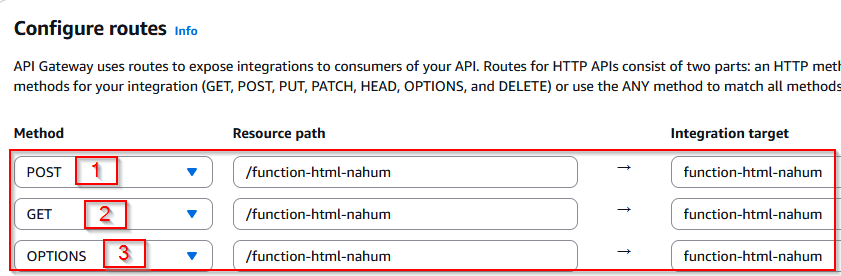 Configure routes Info
API Gateway uses routes to expose integrations to consumers of your API. Routes for HTTP APIs consist of two parts: an HTTP
methods for your integration (GET, POST, PUT, PATCH, HEAD, OPTIONS, and DELETE) or use the ANY method to match all methods
Method Resource path Integration target
POST 1 /function-html-nahum → function-html-nahum
GET 2 /function-html-nahum → function-html-nahum
OPTIONS 3 /function-html-nahum → function-html-nahum